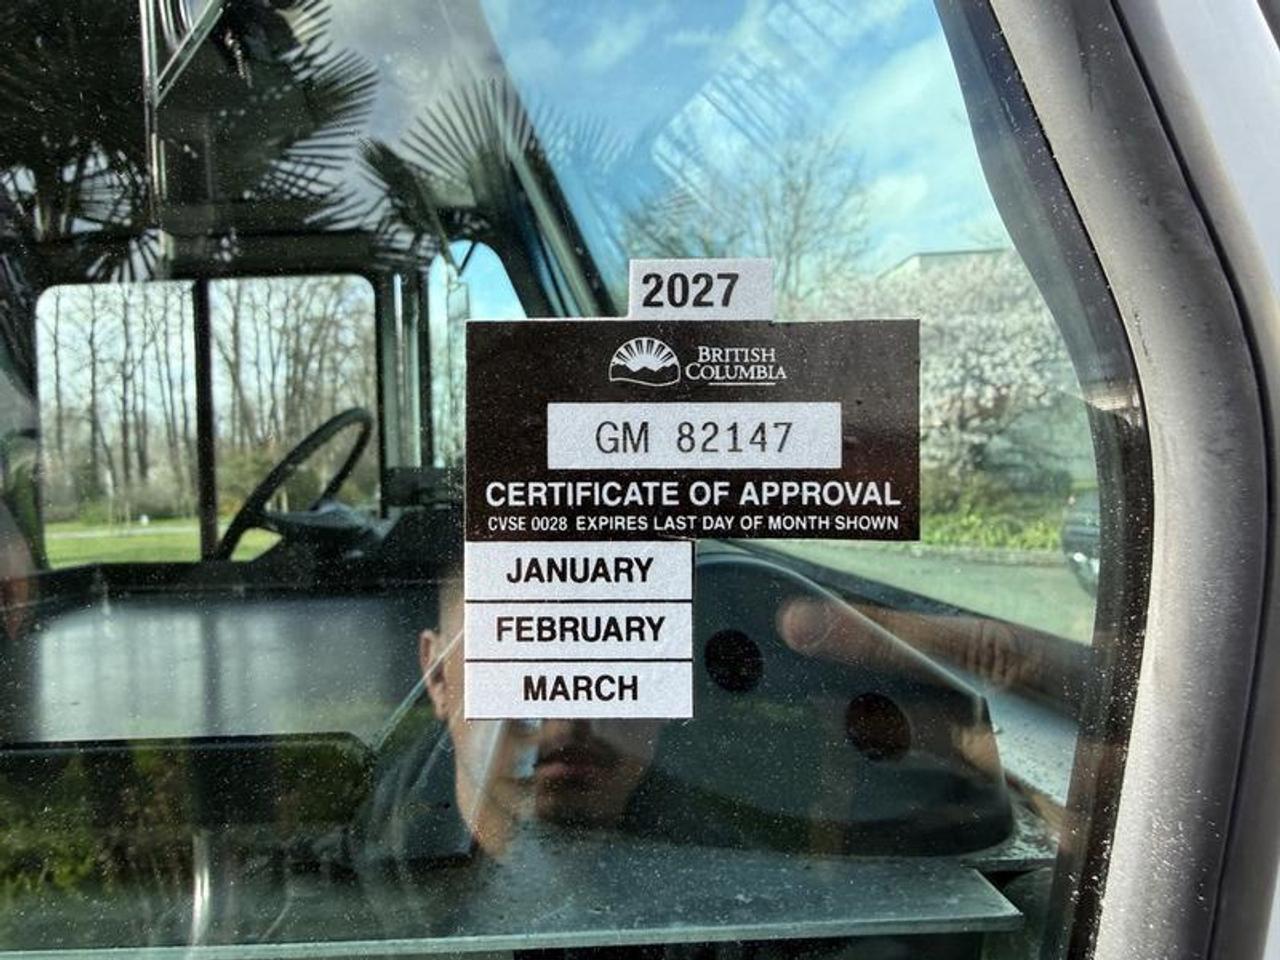 2027
BRITISH
COLUMBIA
GM 82147
CERTIFICATE OF APPROVAL
CVSE 0028 EXPIRES LAST DAY OF MONTH SHOWN
JANUARY
FEBRUARY
MARCH